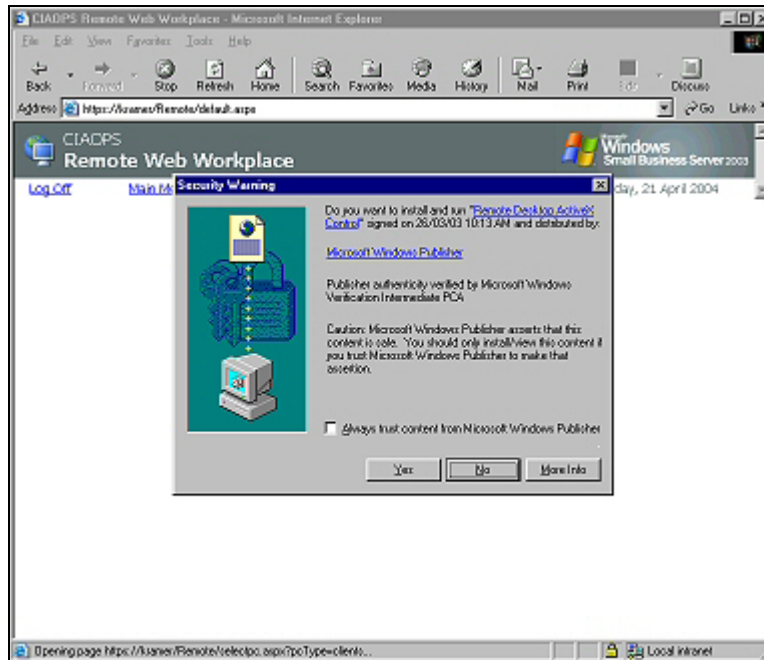 CIAOPS Remote Web Workplace - Microsoft Internet Explorer
File Edit View Favorites Tools Help
Back Forward Stop Refresh Home Search Favorites Media History Mail Print Edit Discuss
Address https://kramer/Remote/default.aspx Go Links
CIAOPS
Remote Web Workplace
Microsoft
Windows
Small Business Server 2003
Log Off Main M day, 21 April 2004
Security Warning
Do you want to install and run "Remote Desktop ActiveX
Control" signed on 26/03/03 10:13 AM and distributed by:
Microsoft Windows Publisher
Publisher authenticity verified by Microsoft Windows
Verification Intermediate PCA
Caution: Microsoft Windows Publisher asserts that this
content is safe. You should only install/view this content if
you trust Microsoft Windows Publisher to make that
assertion.
Always trust content from Microsoft Windows Publisher
Yes No More Info
Opening page https://kramer/Remote/selectpc.aspx?pcType=clients... Local intranet